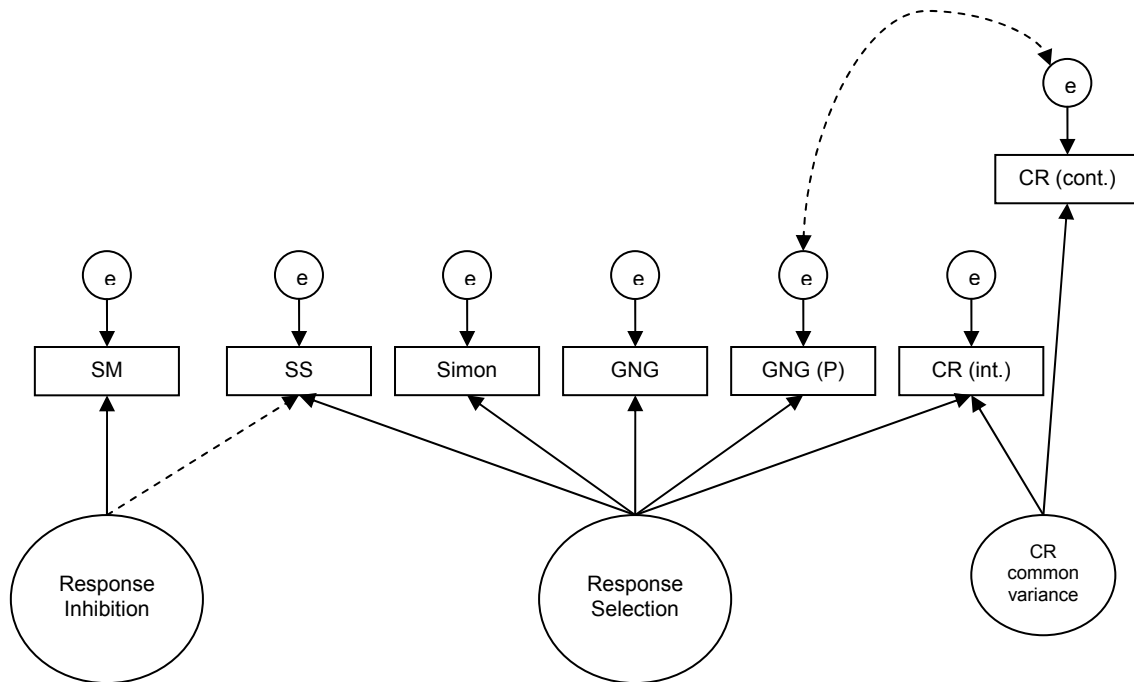 e
CR (cont.)
e
e
e
e
e
e
SM
SS
Simon
GNG
GNG (P)
CR (int.)
Response
Inhibition
Response
Selection
CR
common
variance